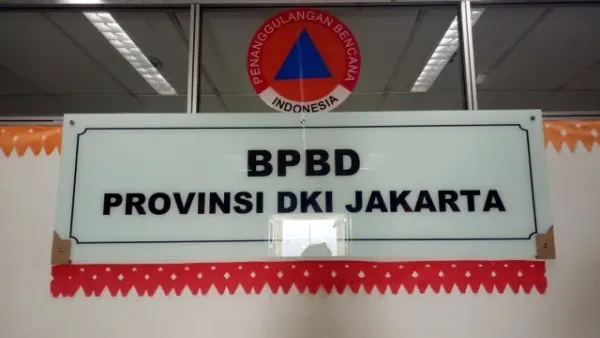 PENANGGULANGAN BENCANA
INDONESIA
BPBD
PROVINSI DKI JAKARTA